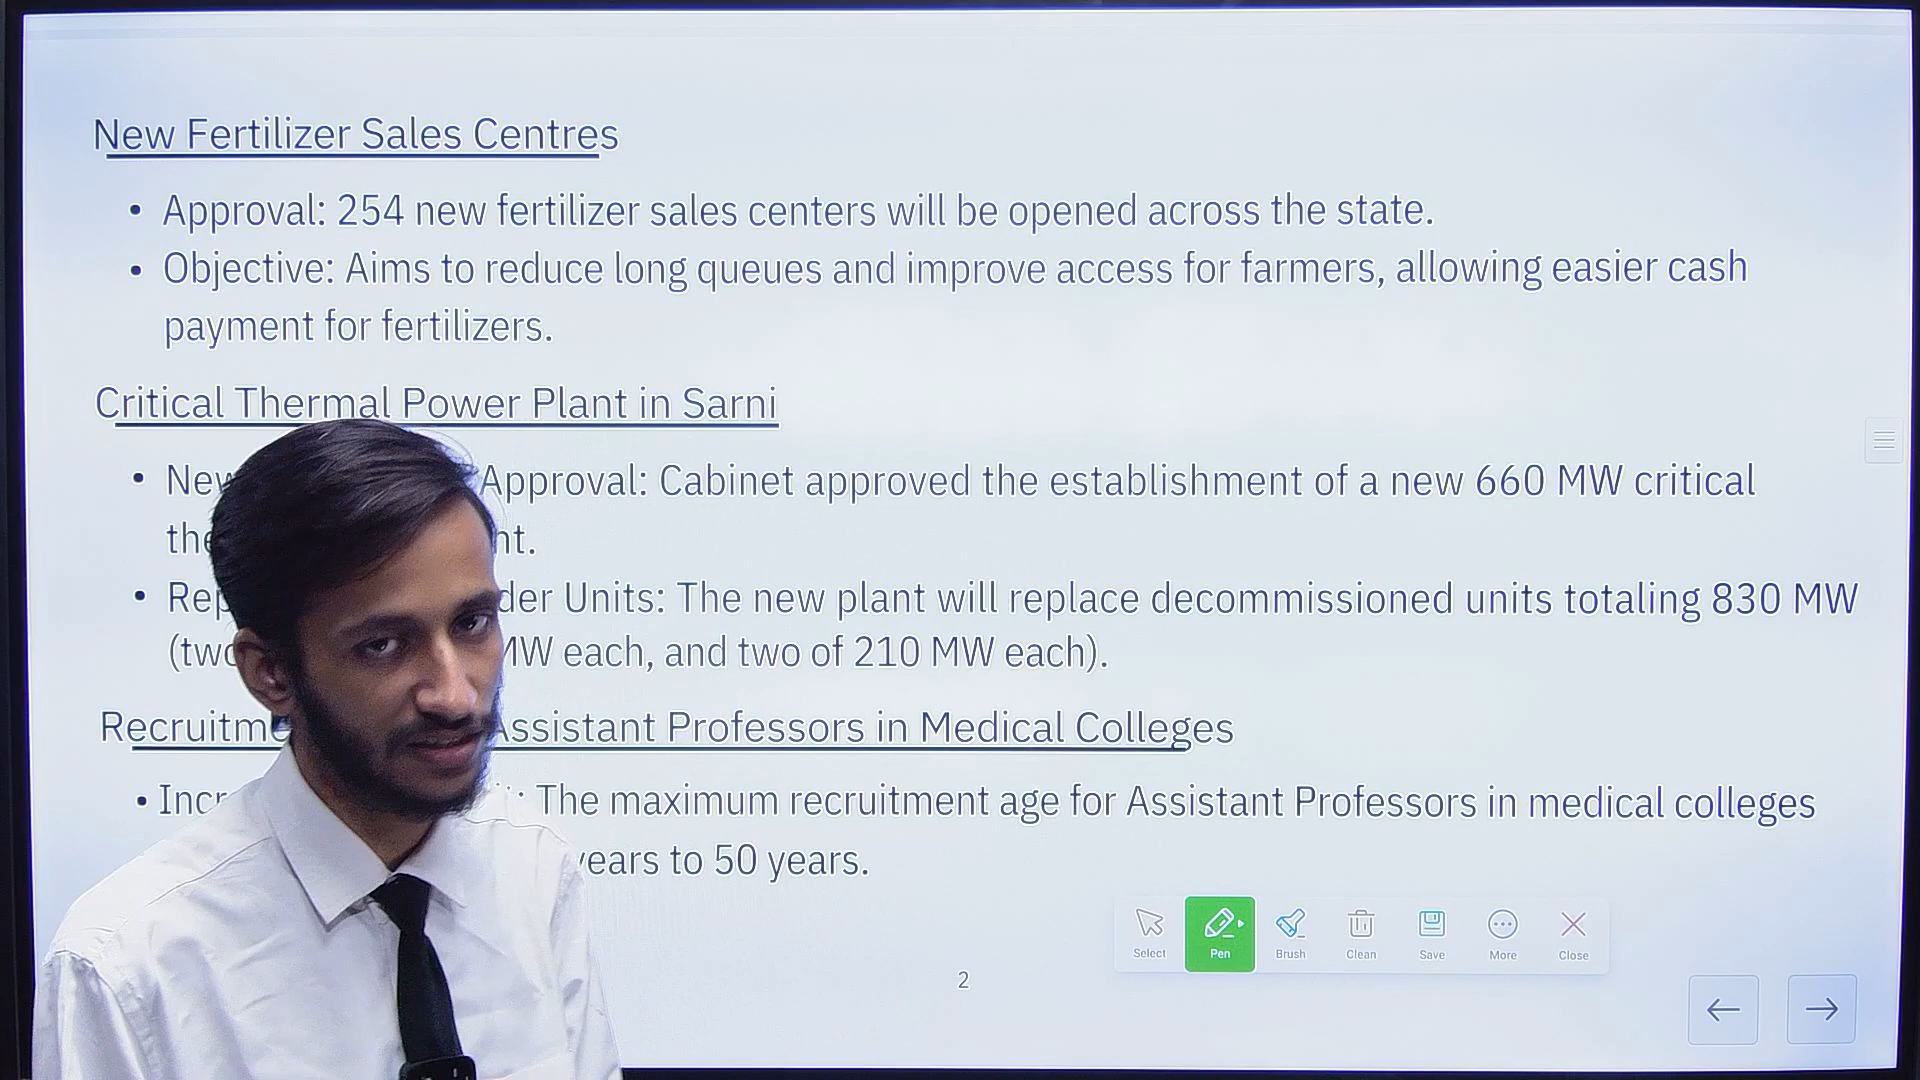 New Fertilizer Sales Centres
• Approval: 254 new fertilizer sales centers will be opened across the state.
• Objective: Aims to reduce long queues and improve access for farmers, allowing easier cash
payment for fertilizers.
Critical Thermal Power Plant in Sarni
• New Approval: Cabinet approved the establishment of a new 660 MW critical
• Units: The new plant will replace decommissioned units totaling 830 MW
(two MW each, and two of 210 MW each).
Assistant Professors in Medical Colleges
• The maximum recruitment age for Assistant Professors in medical colleges
years to 50 years.
Select Pen Brush Clean Save More Close
2